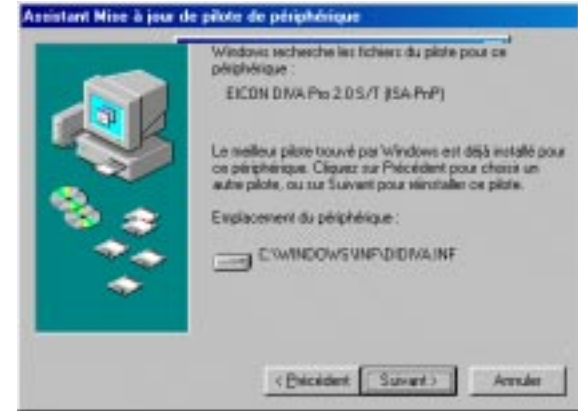 Assistant Mise à jour de pilote de périphérique
Windows recherche les fichiers du pilote pour ce
périphérique :
EICON DIVA Pro 2.0 S/T (ISA PnP)
Le meilleur pilote trouvé par Windows est déjà installé pour
ce périphérique. Cliquez sur Précédent pour choisir un
autre pilote, ou sur Suivant pour réinstaller ce pilote.
Emplacement du périphérique :
C:\WINDOWS\INF\DIDIVA.INF
< Précédent
Suivant >
Annuler